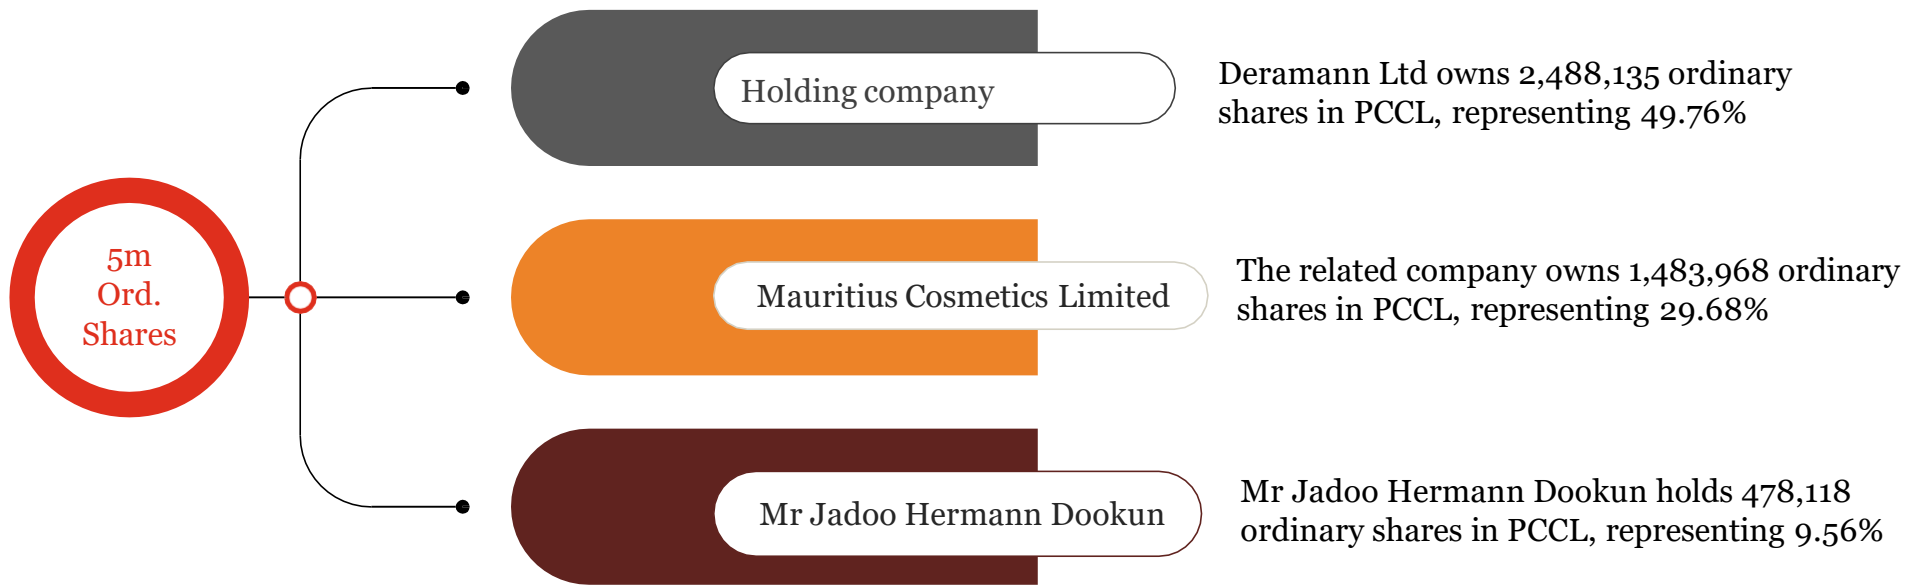 5m
Ord.
Shares
Holding company
Deramann Ltd owns 2,488,135 ordinary
shares in PCCL, representing 49.76%
Mauritius Cosmetics Limited
The related company owns 1,483,968 ordinary
shares in PCCL, representing 29.68%
Mr Jadoo Hermann Dookun
Mr Jadoo Hermann Dookun holds 478,118
ordinary shares in PCCL, representing 9.56%